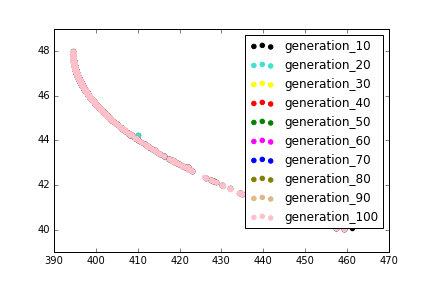 48
46
44
42
40
390
400
410
420
430
440
450
460
470
generation_10
generation_20
generation_30
generation_40
generation_50
generation_60
generation_70
generation_80
generation_90
generation_100